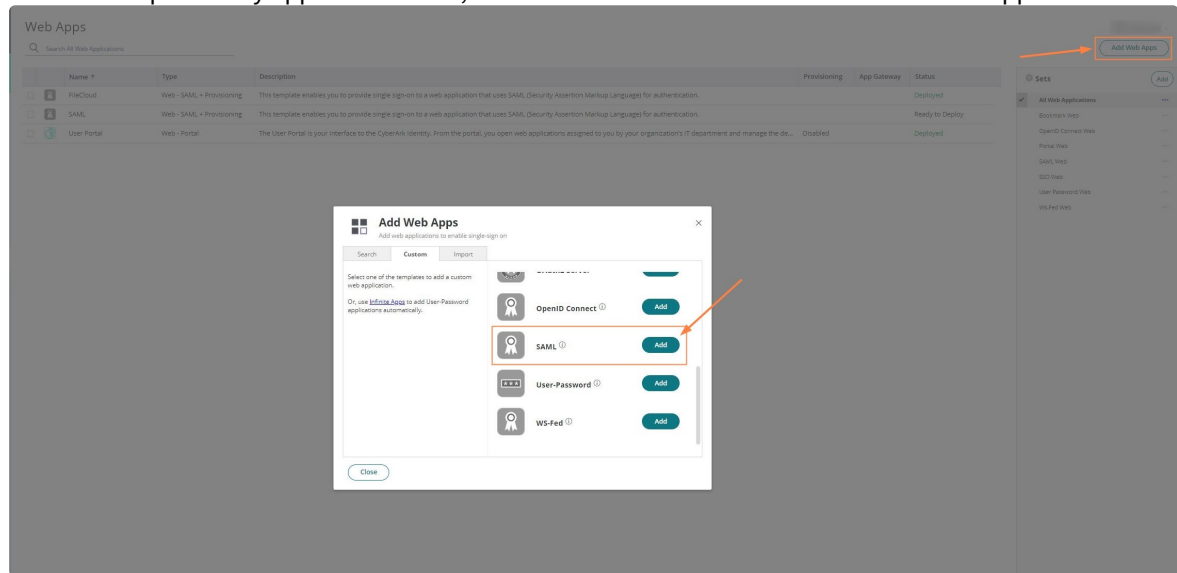 Web Apps
Search All Web Applications
Add Web Apps
Name ↑ Type Description Provisioning App Gateway Status
FileCloud Web - SAML + Provisioning This template enables you to provide single sign-on to a web application that uses SAML (Security Assertion Markup Language) for authentication. Deployed
SAML Web - SAML + Provisioning This template enables you to provide single sign-on to a web application that uses SAML (Security Assertion Markup Language) for authentication. Ready to Deploy
User Portal Web - Portal The User Portal is your interface to the CyberArk Identity. From the portal, you open web applications assigned to you by your organization's IT department and manage the de... Disabled Deployed
Sets Add
All Web Applications
Bookmark Web
OpenID Connect Web
Portal Web
SAML Web
SSO Web
User Password Web
WS-Fed Web
Add Web Apps
Add web applications to enable single-sign on
Search Custom Import
Select one of the templates to add a custom
web application.
Or, use Infinite Apps to add User-Password
applications automatically.
OpenID Connect Add
SAML Add
User-Password Add
WS-Fed Add
Close